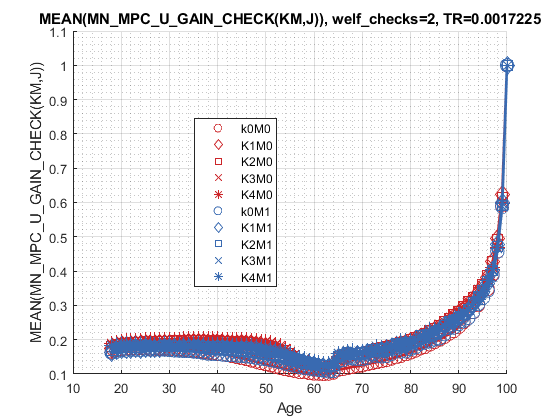 MEAN(MN_MPC_U_GAIN_CHECK(KM,J)), welf_checks=2, TR=0.0017225
MEAN(MN_MPC_U_GAIN_CHECK(KM,J))
1.1
1
0.9
0.8
0.7
0.6
0.5
0.4
0.3
0.2
0.1
k0M0
K1M0
K2M0
K3M0
K4M0
k0M1
K1M1
K2M1
K3M1
K4M1
10 20 30 40 50 60 70 80 90 100
Age